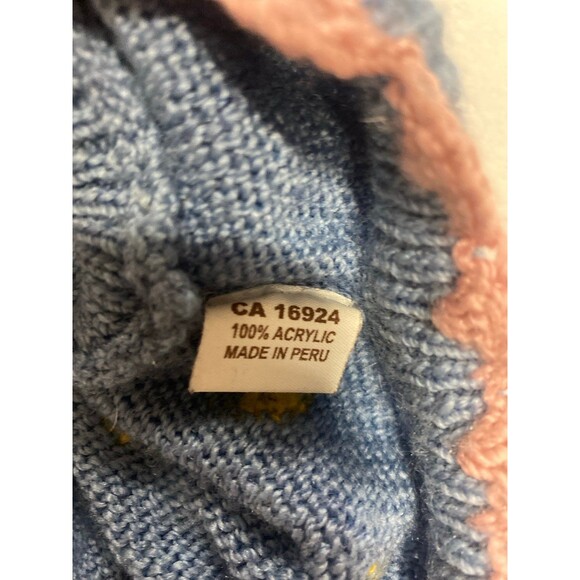 CA 16924
100% ACRYLIC
MADE IN PERU